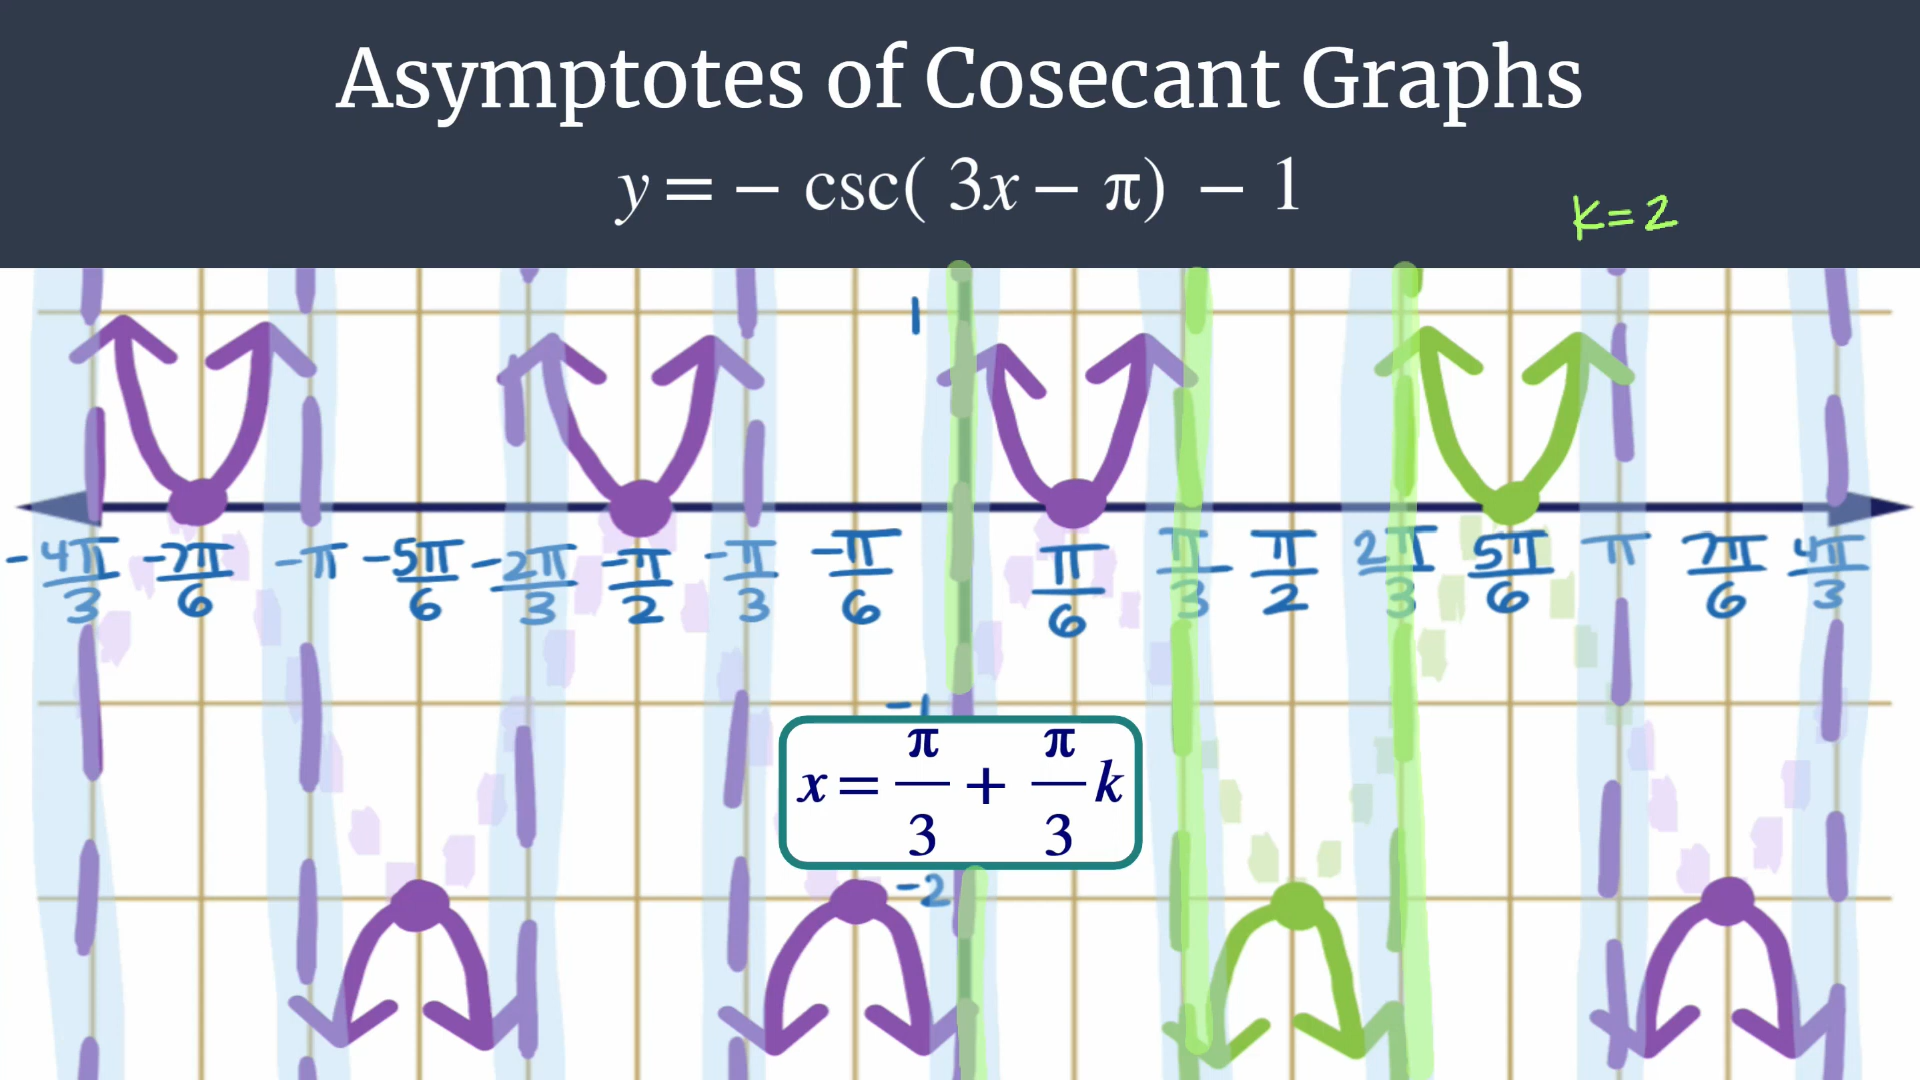 Asymptotes of Cosecant Graphs
y = − csc( 3x − π) − 1
k=2
1
-4π/3 -7π/6 -π -5π/6 -2π/3 -π/2 -π/3 -π/6 π/6 π/3 π/2 2π/3 5π/6 π 7π/6 4π/3
-1
x = π/3 + π/3 k
-2